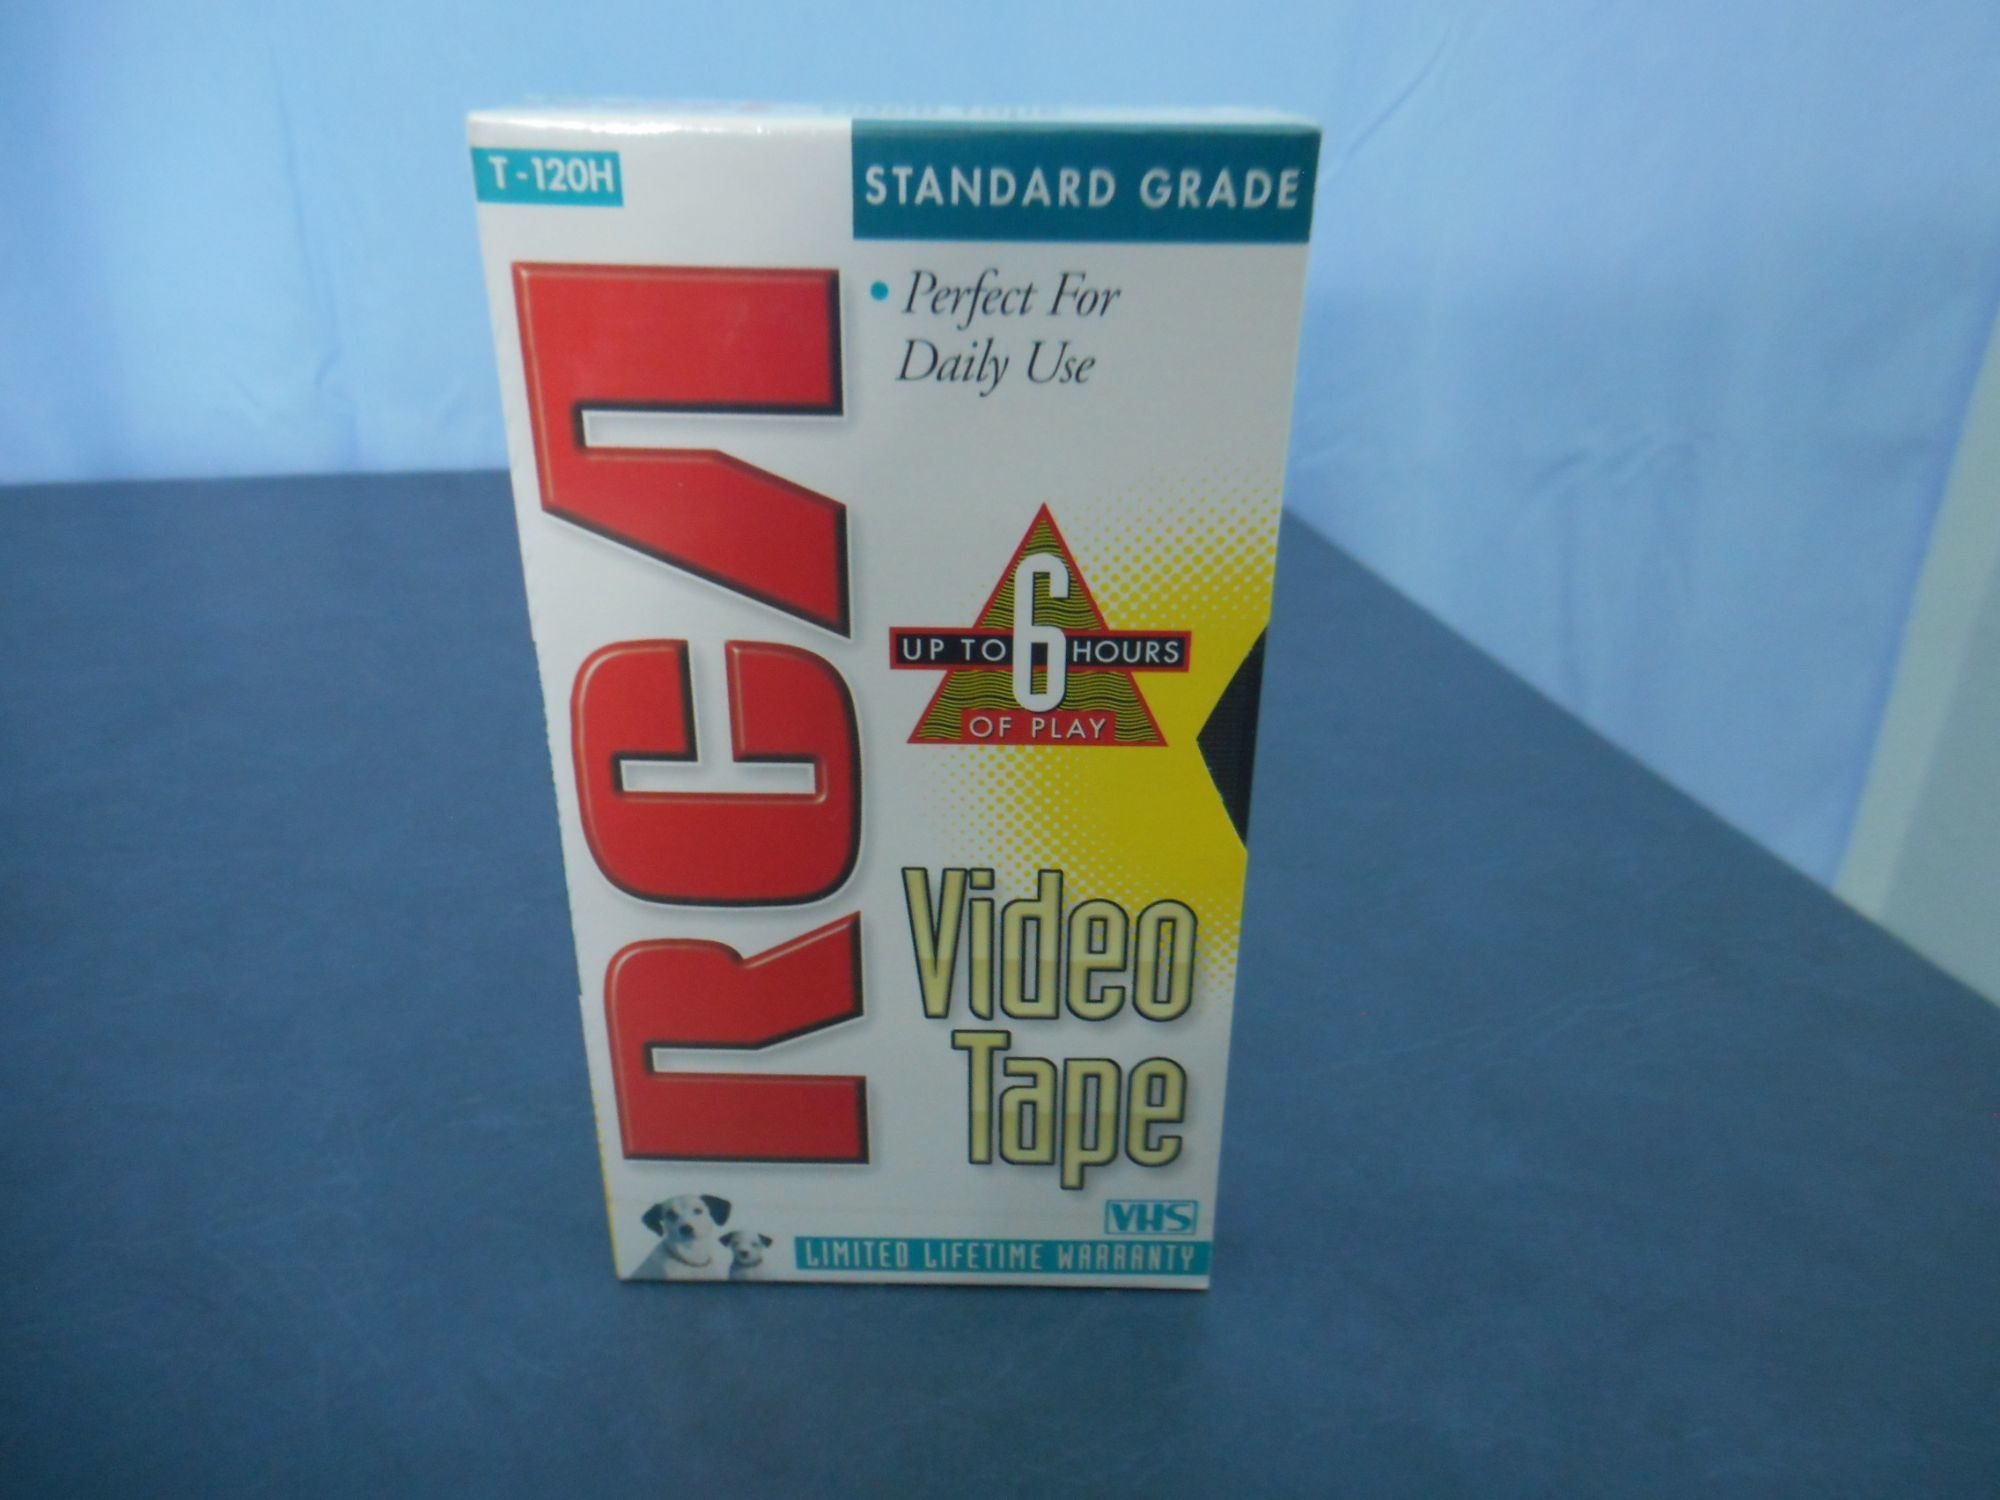 T-120H
STANDARD GRADE
• Perfect For
Daily Use
RCA
UP TO 6 HOURS
OF PLAY
Video
Tape
VHS
LIMITED LIFETIME WARRANTY